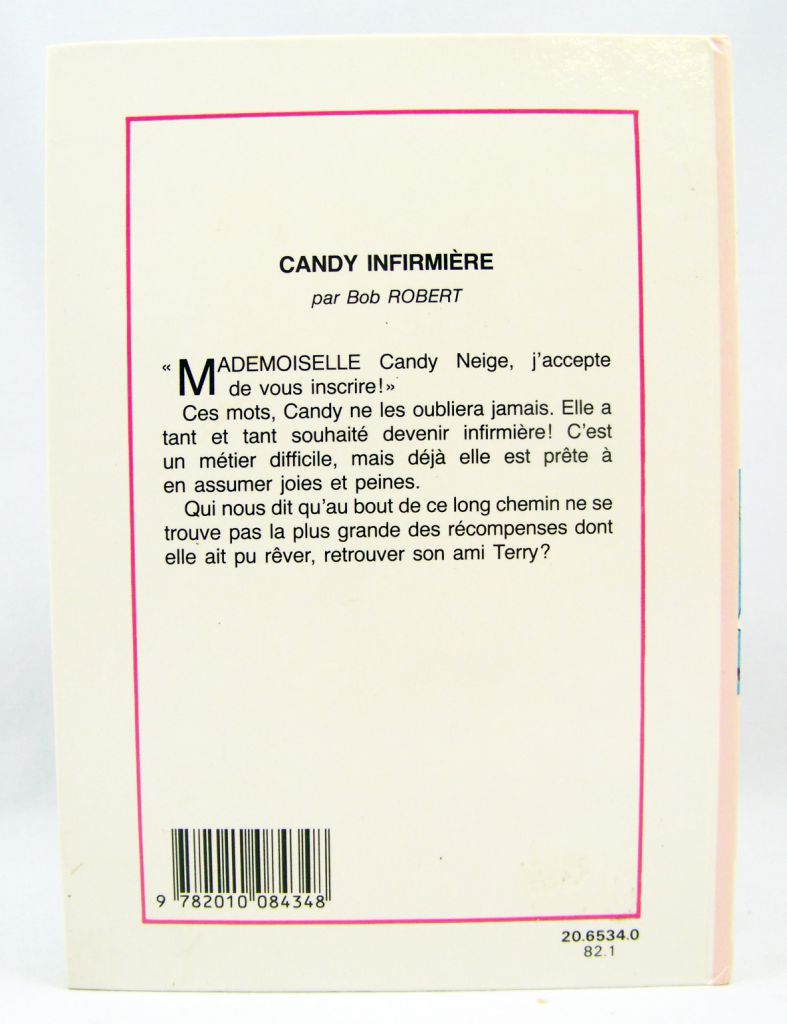 CANDY INFIRMIÈRE
par Bob ROBERT
« MADEMOISELLE Candy Neige, j'accepte
de vous inscrire!»
Ces mots, Candy ne les oubliera jamais. Elle a
tant et tant souhaité devenir infirmière! C'est
un métier difficile, mais déjà elle est prête à
en assumer joies et peines.
Qui nous dit qu'au bout de ce long chemin ne se
trouve pas la plus grande des récompenses dont
elle ait pu rêver, retrouver son ami Terry?
9 782010 084348
20.6534.0
82.1